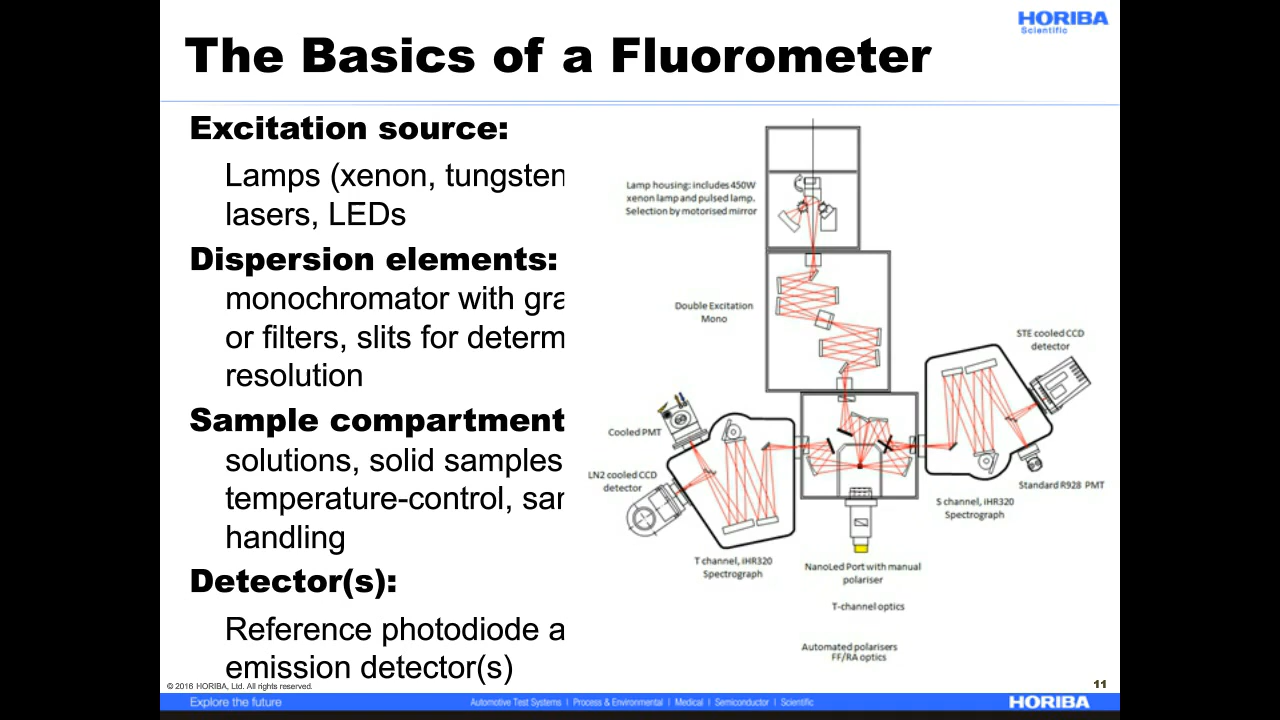 HORIBA
Scientific
The Basics of a Fluorometer
Excitation source:
Lamps (xenon, tungsten
lasers, LEDs
Dispersion elements:
monochromator with gra
or filters, slits for determ
resolution
Sample compartment
solutions, solid samples
temperature-control, sar
handling
Detector(s):
Reference photodiode a
emission detector(s)
Lamp housing: includes 450W
xenon lamp and pulsed lamp.
Selection by motorised mirror
Double Excitation
Mono
STE cooled CCD
detector
Cooled PMT
LN2 cooled CCD
detector
Standard R928 PMT
S channel, iHR320
Spectrograph
T channel, iHR320
Spectrograph
NanoLed Port with manual
polariser
T-channel optics
Automated polarisers
FF/RA optics
© 2016 HORIBA, Ltd. All rights reserved.
11
Explore the future
Automotive Test Systems | Process & Environmental | Medical | Semiconductor | Scientific
HORIBA